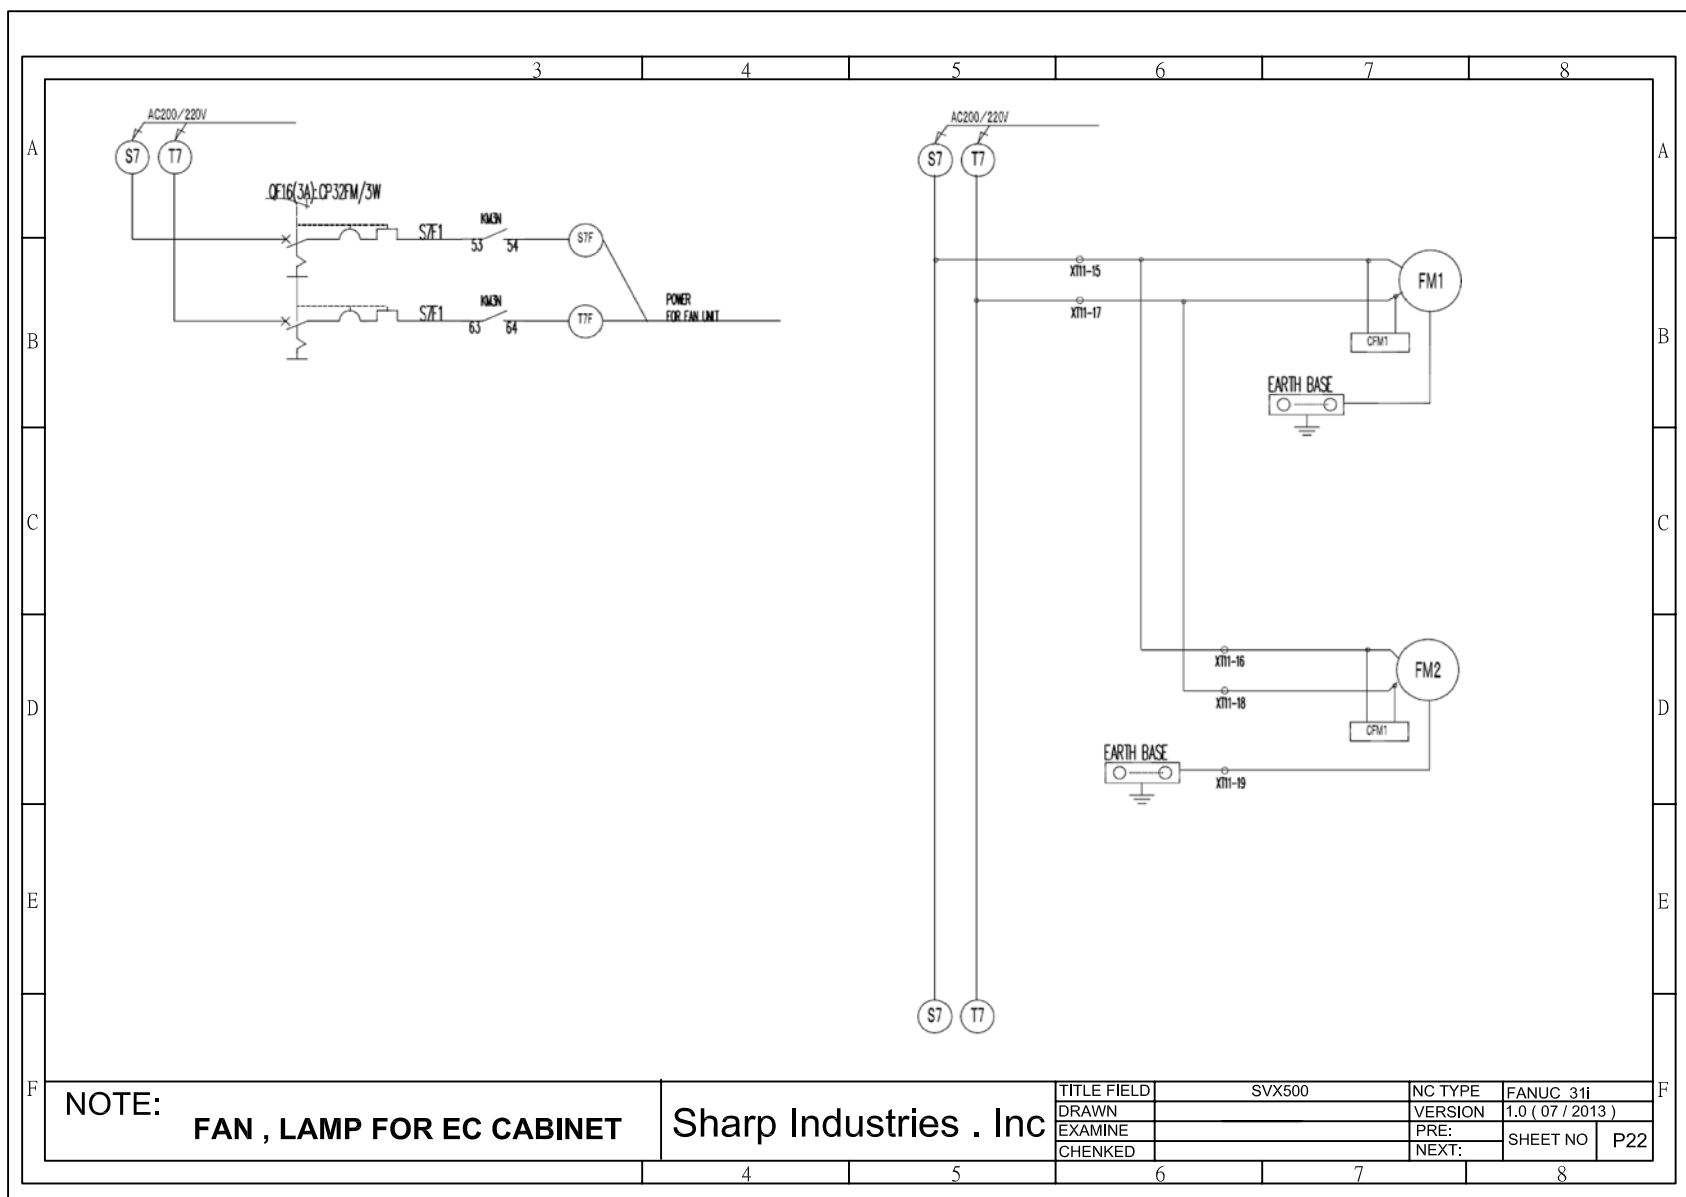 3 4 5 6 7 8
A A
AC200/220V
S7 T7
AC200/220V
S7 T7
QF16(3A):CP32FM/3W
S7F1
KM3N
53 54
S7F
S7F1
KM3N
63 64
T7F
POWER
FOR FAN UNIT
B B
XT11-15
XT11-17
FM1
CFM1
EARTH BASE
C C
XT11-16
XT11-18
FM2
CFM1
D D
EARTH BASE
XT11-19
E E
S7 T7
F F
NOTE:
FAN , LAMP FOR EC CABINET
Sharp Industries . Inc
TITLE FIELD SVX500 NC TYPE FANUC 31i
DRAWN VERSION 1.0 ( 07 / 2013 )
EXAMINE PRE: SHEET NO P22
CHENKED NEXT:
4 5 6 7 8